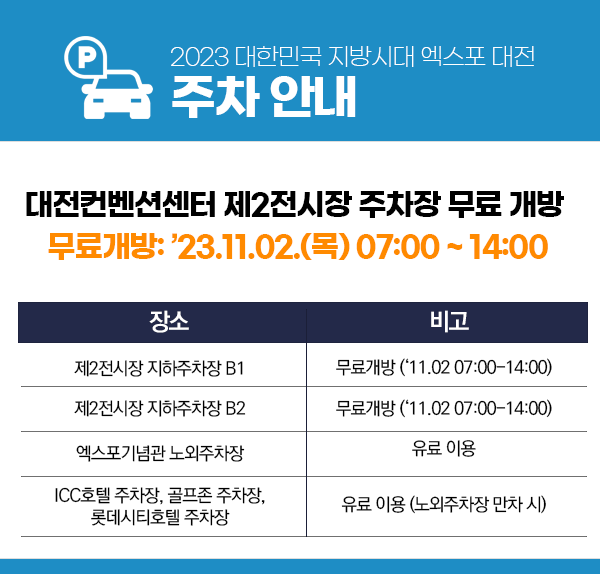 P
2023 대한민국 지방시대 엑스포 대전
주차 안내
대전컨벤션센터 제2전시장 주차장 무료 개방
무료개방: ’23.11.02.(목) 07:00 ~ 14:00
장소 비고
제2전시장 지하주차장 B1 무료개방 (‘11.02 07:00-14:00)
제2전시장 지하주차장 B2 무료개방 (‘11.02 07:00-14:00)
엑스포기념관 노외주차장 유료 이용
ICC호텔 주차장, 골프존 주차장,
롯데시티호텔 주차장 유료 이용 (노외주차장 만차 시)